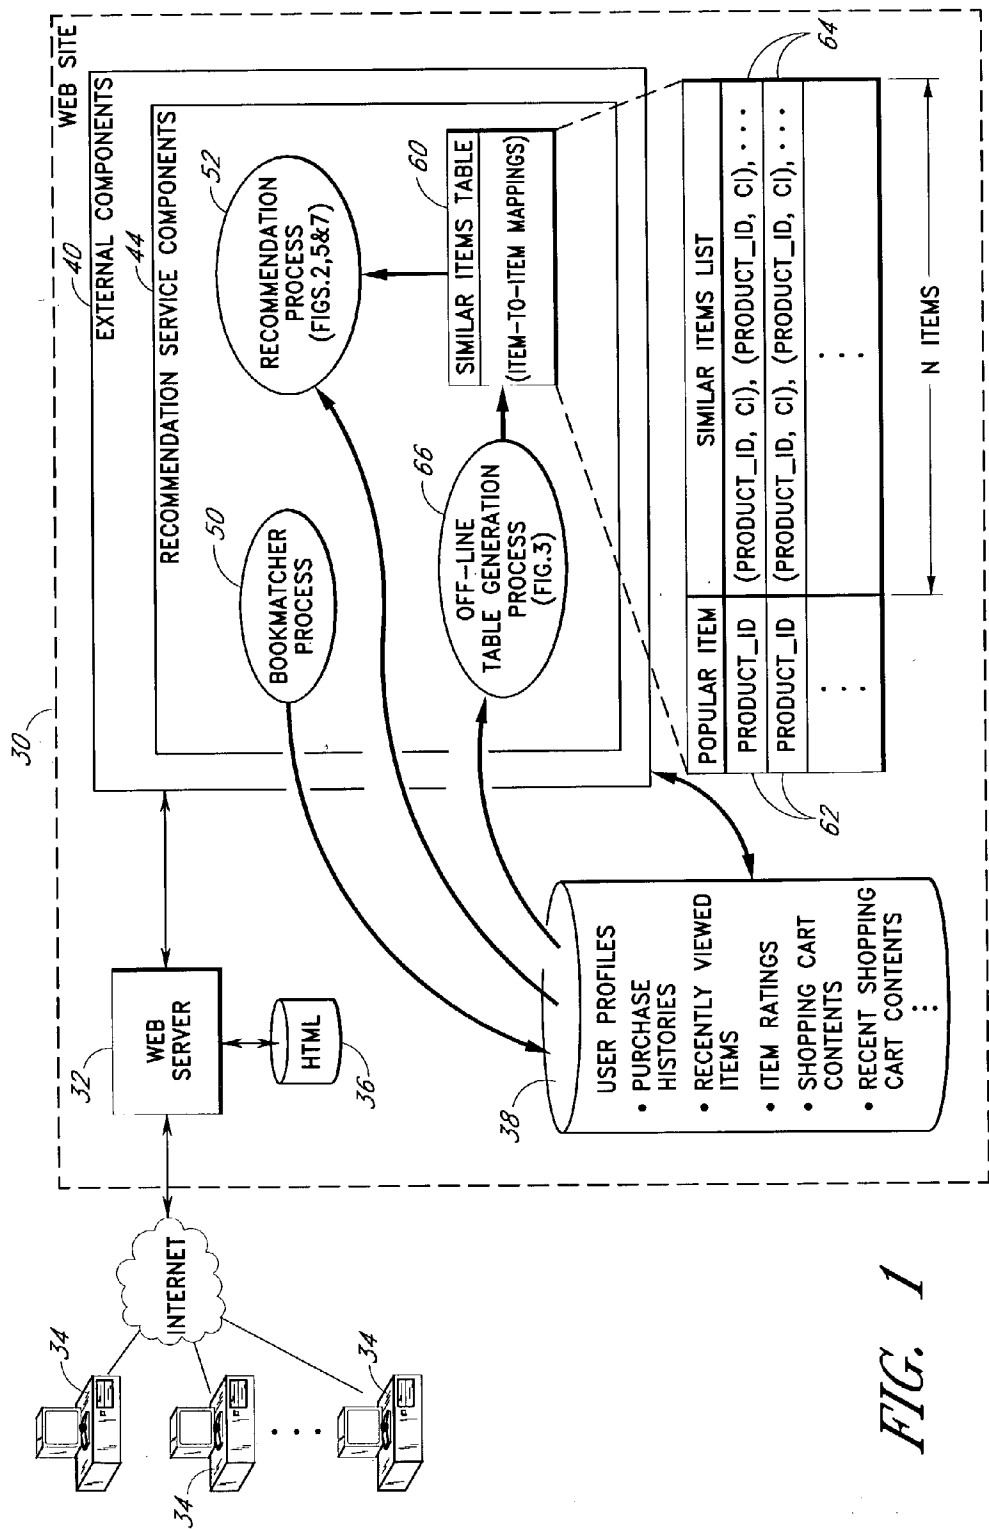 30
WEB SITE
40
EXTERNAL COMPONENTS
44
RECOMMENDATION SERVICE COMPONENTS
32
WEB
SERVER
HTML
36
34
34
34
INTERNET
50
BOOKMATCHER
PROCESS
52
RECOMMENDATION
PROCESS
(FIGS.2,5&7)
66
OFF-LINE
TABLE GENERATION
PROCESS
(FIG.3)
60
SIMILAR ITEMS TABLE
(ITEM-TO-ITEM MAPPINGS)
38
USER PROFILES
• PURCHASE
HISTORIES
• RECENTLY VIEWED
ITEMS
• ITEM RATINGS
• SHOPPING CART
CONTENTS
• RECENT SHOPPING
CART CONTENTS
⋮
POPULAR ITEM SIMILAR ITEMS LIST
PRODUCT_ID (PRODUCT_ID, CI), (PRODUCT_ID, CI), ...
PRODUCT_ID (PRODUCT_ID, CI), (PRODUCT_ID, CI), ...
62
64
N ITEMS
FIG. 1